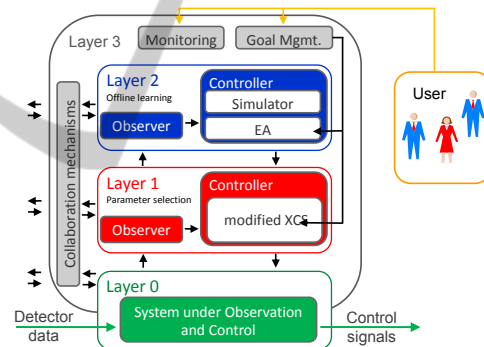 Layer 3
Monitoring
Goal Mgmt.
Collaboration mechanisms
Layer 2
Offline learning
Observer
Controller
Simulator
EA
User
Layer 1
Parameter selection
Observer
Controller
modified XCS
Layer 0
System under Observation
and Control
Detector
data
Control
signals